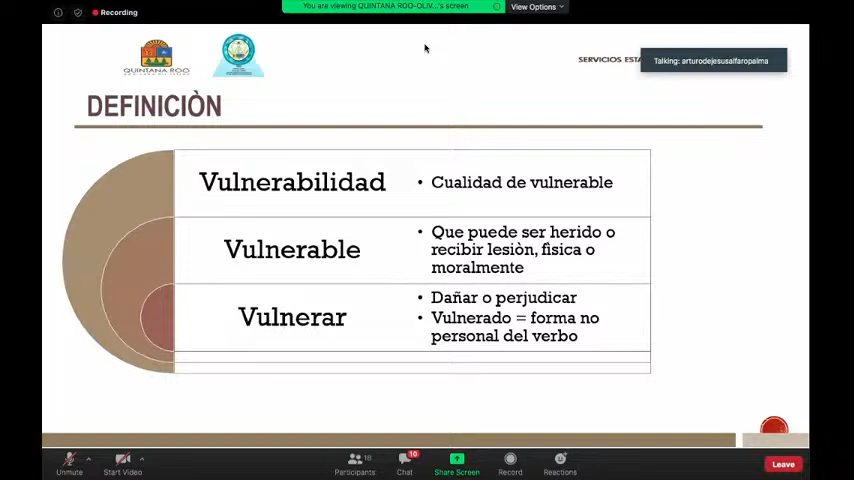 Recording
You are viewing QUINTANA ROO-OLIV...'s screen
View Options
QUINTANA ROO
SERVICIOS ESTA
Talking: arturodejesusalfaropalma
DEFINICIÒN
Vulnerabilidad
• Cualidad de vulnerable
Vulnerable
• Que puede ser herido o
recibir lesiòn, fìsica o
moralmente
Vulnerar
• Dañar o perjudicar
• Vulnerado = forma no
personal del verbo
Unmute
Start Video
Participants
18
Chat
10
Share Screen
Record
Reactions
Leave